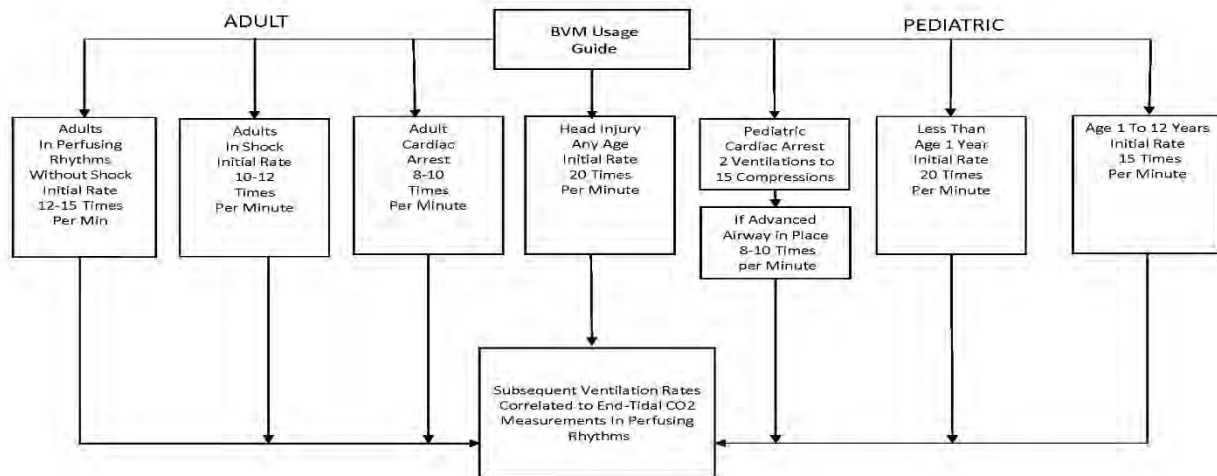 ADULT
BVM Usage
Guide
PEDIATRIC
Adults
In Perfusing
Rhythms
Without Shock
Initial Rate
12-15 Times
Per Min
Adults
In Shock
Initial Rate
10-12
Times
Per Minute
Adult
Cardiac
Arrest
8-10
Times
Per Minute
Head Injury
Any Age
Initial Rate
20 Times
Per Minute
Pediatric
Cardiac Arrest
2 Ventilations to
15 Compressions
If Advanced
Airway in Place
8-10 Times
per Minute
Less Than
Age 1 Year
Initial Rate
20 Times
Per Minute
Age 1 To 12 Years
Initial Rate
15 Times
Per Minute
Subsequent Ventilation Rates
Correlated to End-Tidal CO2
Measurements In Perfusing
Rhythms